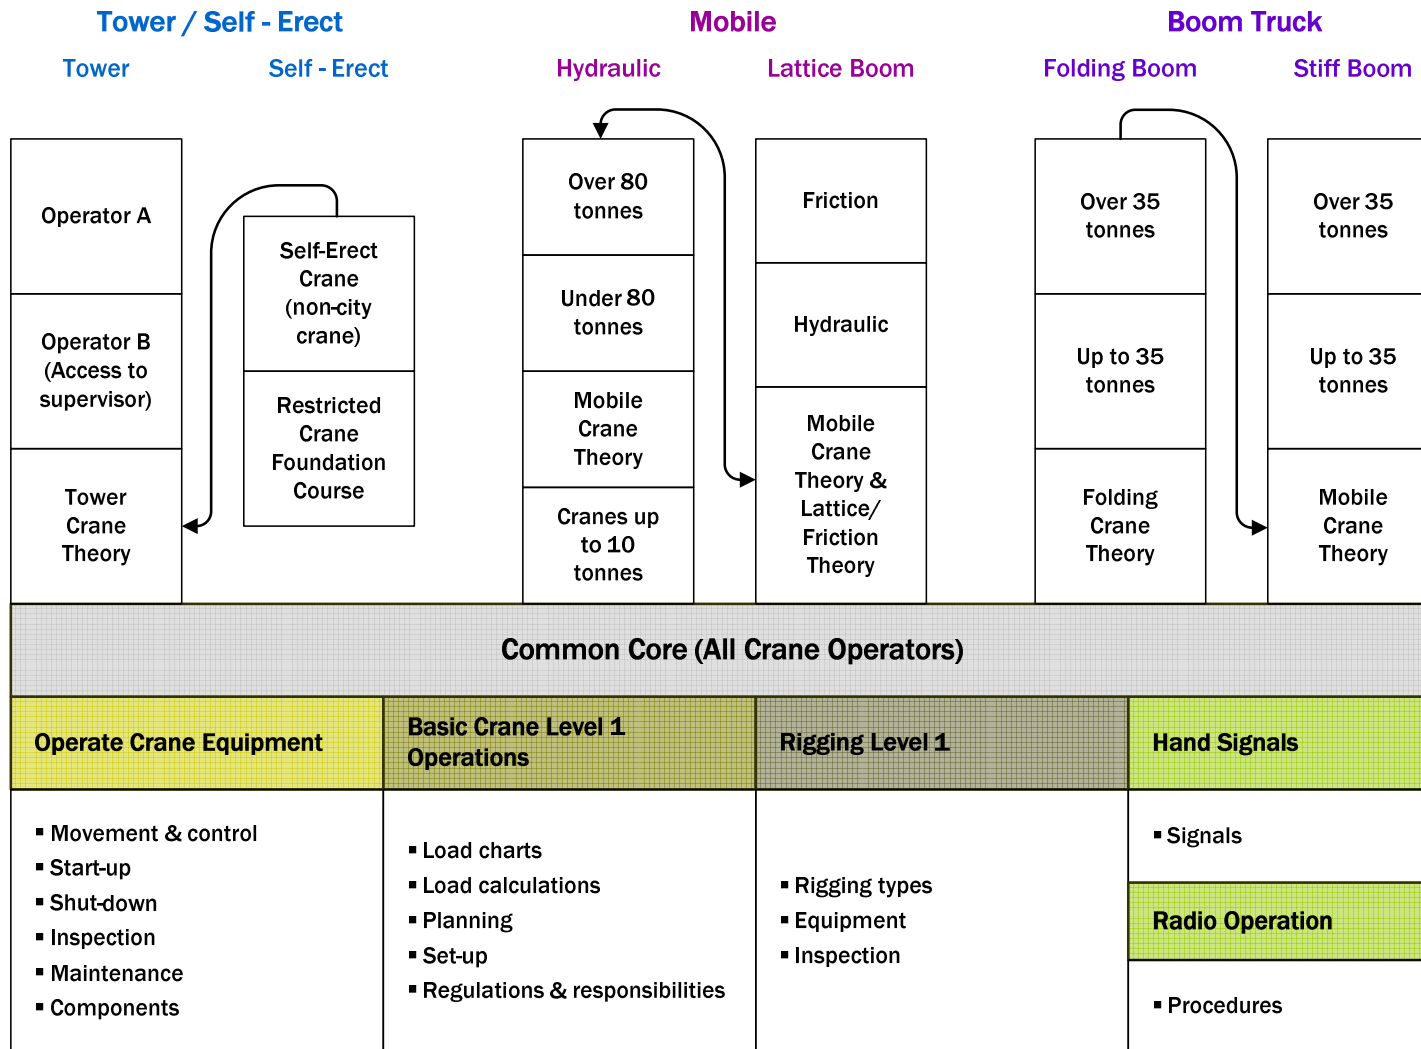 Tower / Self - Erect
Mobile
Boom Truck
Tower
Self - Erect
Hydraulic
Lattice Boom
Folding Boom
Stiff Boom
Operator A
Operator B
(Access to
supervisor)
Tower
Crane
Theory
Self-Erect
Crane
(non-city
crane)
Restricted
Crane
Foundation
Course
Over 80
tonnes
Under 80
tonnes
Mobile
Crane
Theory
Cranes up
to 10
tonnes
Friction
Hydraulic
Mobile
Crane
Theory &
Lattice/
Friction
Theory
Over 35
tonnes
Up to 35
tonnes
Folding
Crane
Theory
Over 35
tonnes
Up to 35
tonnes
Mobile
Crane
Theory
Common Core (All Crane Operators)
Operate Crane Equipment
▪ Movement & control
▪ Start-up
▪ Shut-down
▪ Inspection
▪ Maintenance
▪ Components
Basic Crane Level 1
Operations
▪ Load charts
▪ Load calculations
▪ Planning
▪ Set-up
▪ Regulations & responsibilities
Rigging Level 1
▪ Rigging types
▪ Equipment
▪ Inspection
Hand Signals
▪ Signals
Radio Operation
▪ Procedures